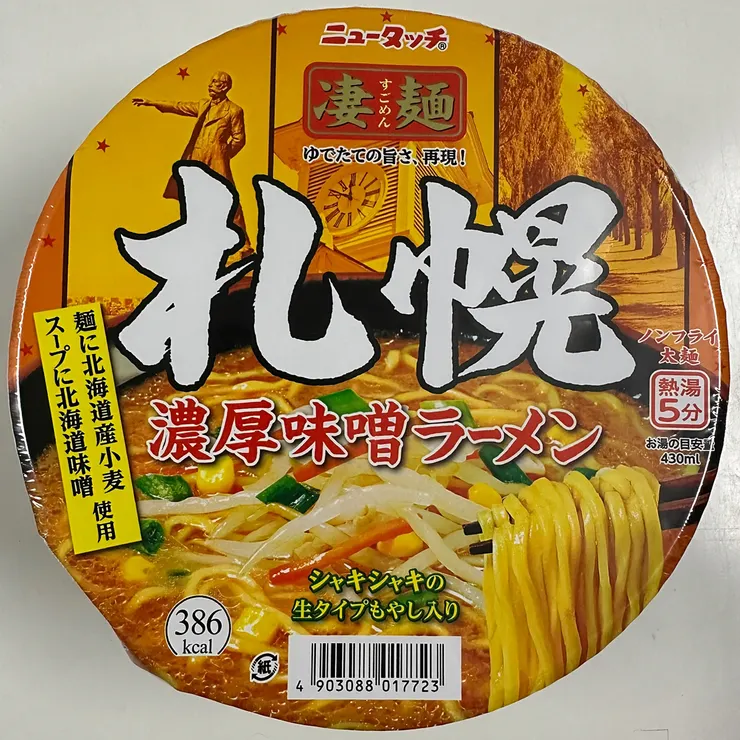 ニュータッチ®
凄麺
すごめん
ゆでたての旨さ、再現!
札幌
濃厚味噌ラーメン
麺に北海道産小麦
スープに北海道味噌 使用
ノンフライ
太麺
熱湯
5分
お湯の目安量
430ml
シャキシャキの
生タイプもやし入り
386
kcal
紙
4 903088 017723